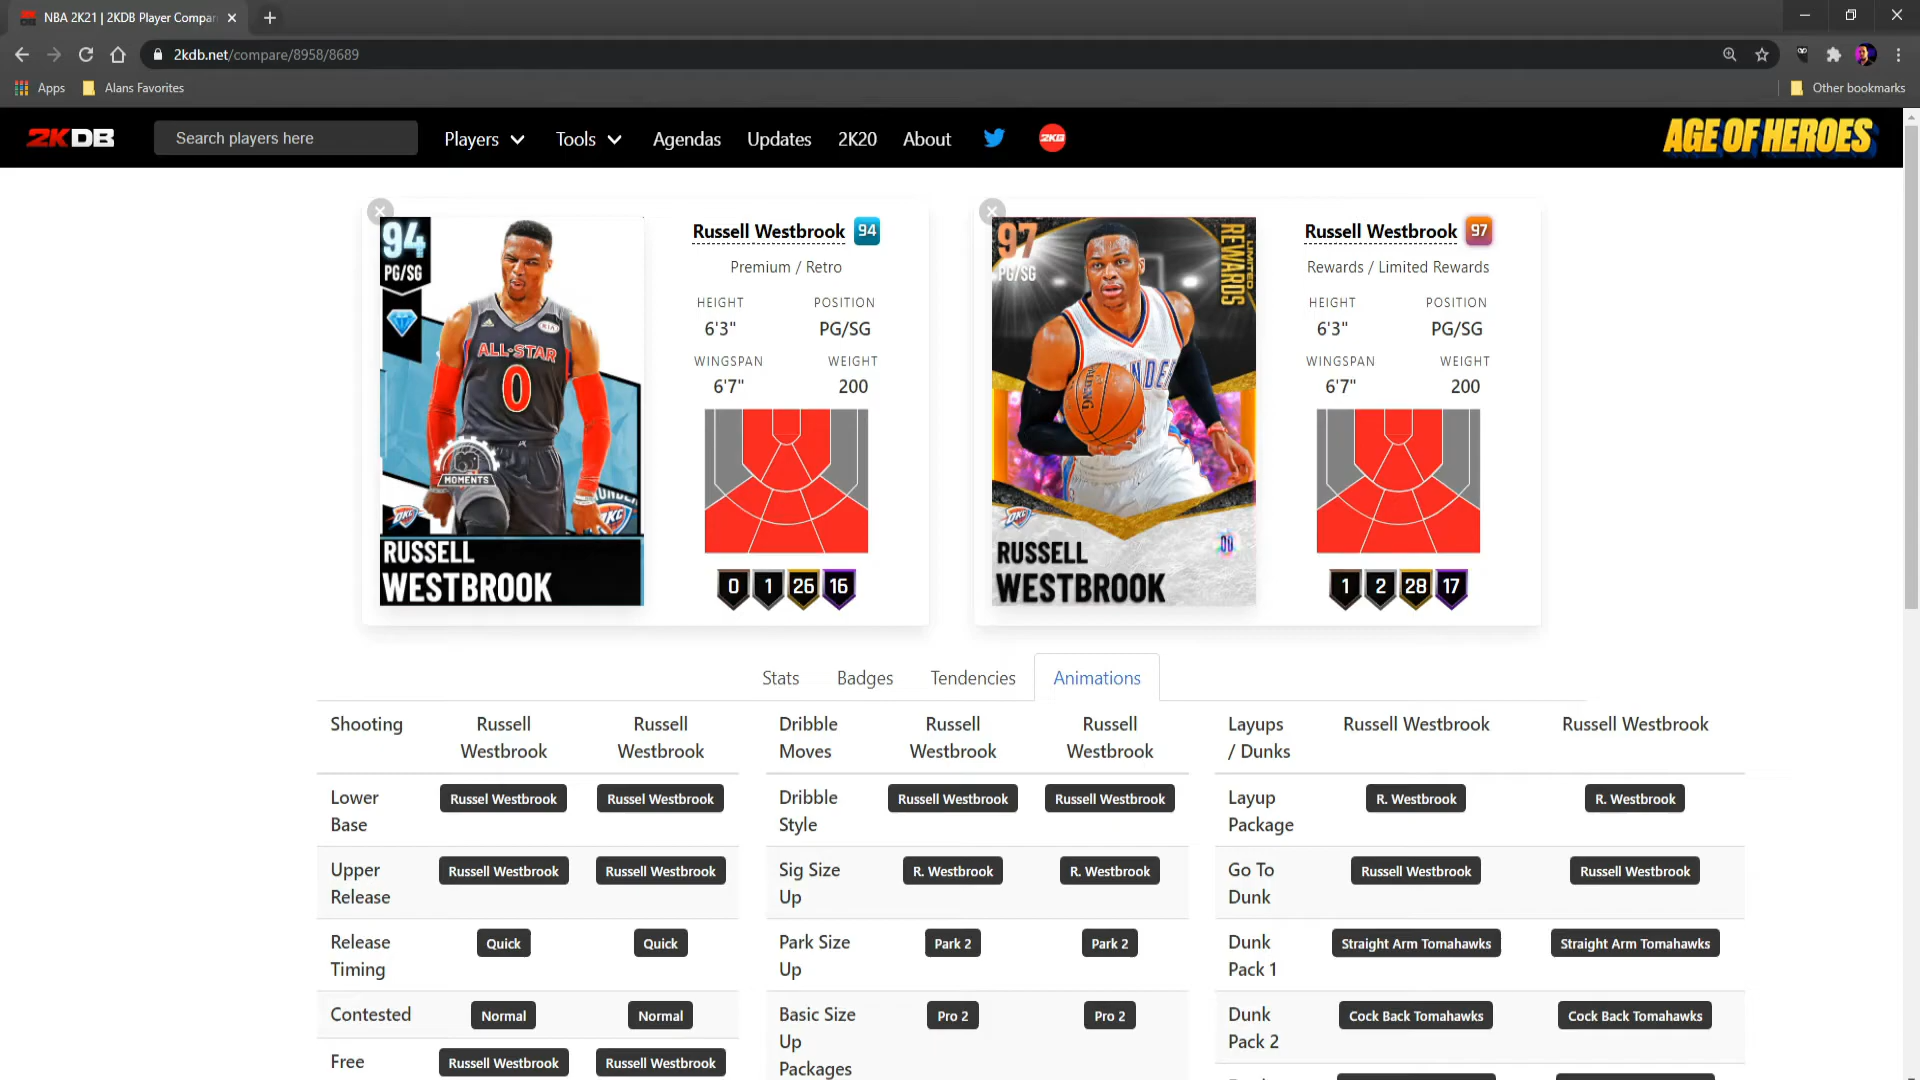 NBA 2K21 | 2KDB Player Compar
2kdb.net/compare/8958/8689
Apps
Alans Favorites
Other bookmarks
2KDB
Search players here
Players
Tools
Agendas
Updates
2K20
About
2KG
AGE OF HEROES
94
PG/SG
ALL-STAR
0
KIA
MOMENTS
OKC
THUNDER
OKC
RUSSELL
WESTBROOK
Russell Westbrook 94
Premium / Retro
HEIGHT POSITION
6'3" PG/SG
WINGSPAN WEIGHT
6'7" 200
0 1 26 16
97
PG/SG
LIMITED
REWARDS
SPALDING
OKC
RUSSELL
WESTBROOK
Russell Westbrook 97
Rewards / Limited Rewards
HEIGHT POSITION
6'3" PG/SG
WINGSPAN WEIGHT
6'7" 200
1 2 28 17
Stats Badges Tendencies Animations
Shooting Russell Westbrook Russell Westbrook
Lower Base Russel Westbrook Russel Westbrook
Upper Release Russell Westbrook Russell Westbrook
Release Timing Quick Quick
Contested Normal Normal
Free Russell Westbrook Russell Westbrook
Dribble Moves Russell Westbrook Russell Westbrook
Dribble Style Russell Westbrook Russell Westbrook
Sig Size Up R. Westbrook R. Westbrook
Park Size Up Park 2 Park 2
Basic Size Up Packages Pro 2 Pro 2
Layups / Dunks Russell Westbrook Russell Westbrook
Layup Package R. Westbrook R. Westbrook
Go To Dunk Russell Westbrook Russell Westbrook
Dunk Pack 1 Straight Arm Tomahawks Straight Arm Tomahawks
Dunk Pack 2 Cock Back Tomahawks Cock Back Tomahawks